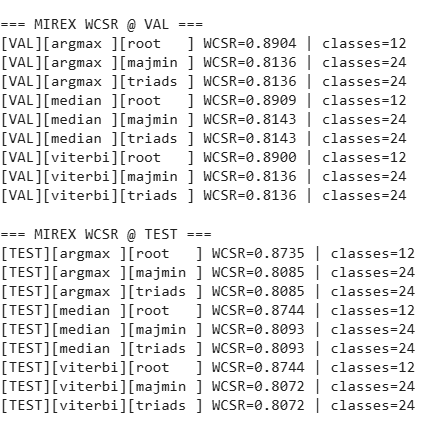 === MIREX WCSR @ VAL ===
[VAL][argmax ][root   ] WCSR=0.8904 | classes=12
[VAL][argmax ][majmin ] WCSR=0.8136 | classes=24
[VAL][argmax ][triads ] WCSR=0.8136 | classes=24
[VAL][median ][root   ] WCSR=0.8909 | classes=12
[VAL][median ][majmin ] WCSR=0.8143 | classes=24
[VAL][median ][triads ] WCSR=0.8143 | classes=24
[VAL][viterbi][root   ] WCSR=0.8900 | classes=12
[VAL][viterbi][majmin ] WCSR=0.8136 | classes=24
[VAL][viterbi][triads ] WCSR=0.8136 | classes=24
=== MIREX WCSR @ TEST ===
[TEST][argmax ][root   ] WCSR=0.8735 | classes=12
[TEST][argmax ][majmin ] WCSR=0.8085 | classes=24
[TEST][argmax ][triads ] WCSR=0.8085 | classes=24
[TEST][median ][root   ] WCSR=0.8744 | classes=12
[TEST][median ][majmin ] WCSR=0.8093 | classes=24
[TEST][median ][triads ] WCSR=0.8093 | classes=24
[TEST][viterbi][root   ] WCSR=0.8744 | classes=12
[TEST][viterbi][majmin ] WCSR=0.8072 | classes=24
[TEST][viterbi][triads ] WCSR=0.8072 | classes=24